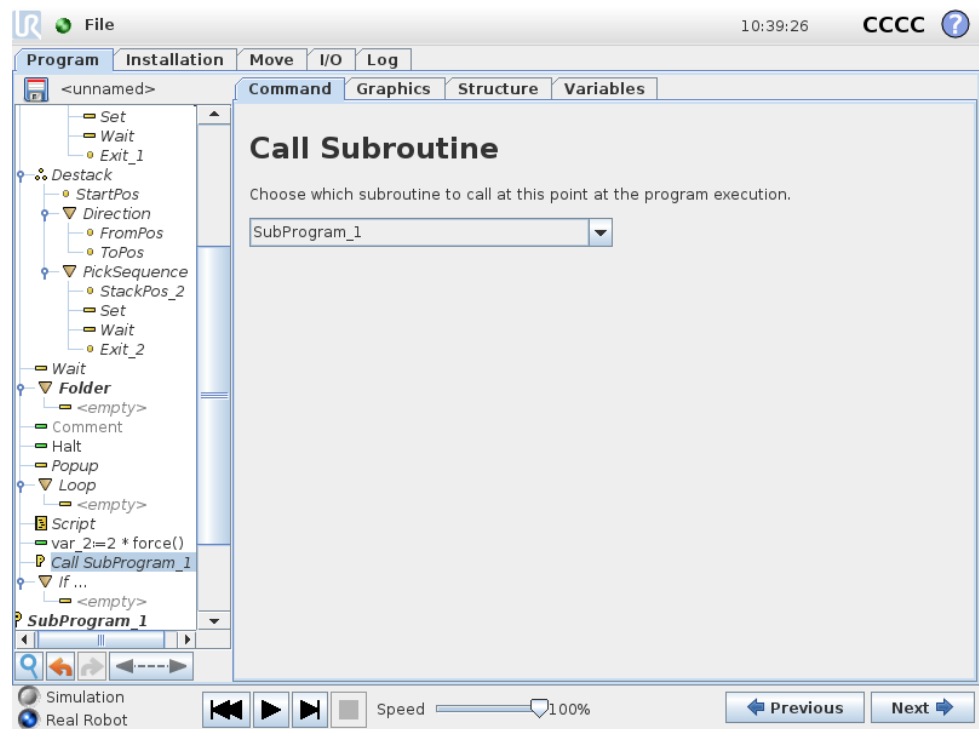 UR File 10:39:26 CCCC ?
Program Installation Move I/O Log
<unnamed> Command Graphics Structure Variables
Set
Wait
Exit_1
Destack
StartPos
Direction
FromPos
ToPos
PickSequence
StackPos_2
Set
Wait
Exit_2
Wait
Folder
<empty>
Comment
Halt
Popup
Loop
<empty>
Script
var_2:=2 * force()
P Call SubProgram_1
If ...
<empty>
P SubProgram_1
Call Subroutine
Choose which subroutine to call at this point at the program execution.
SubProgram_1
Simulation
Real Robot
Speed 100%
Previous Next